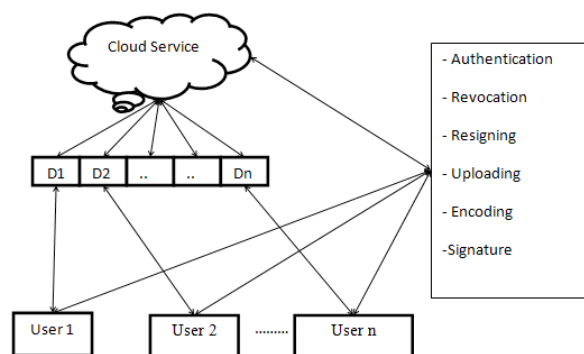 Cloud Service
- Authentication
- Revocation
- Resigning
- Uploading
- Encoding
-Signature
D1 D2 .. .. Dn
User 1 User 2 ......... User n